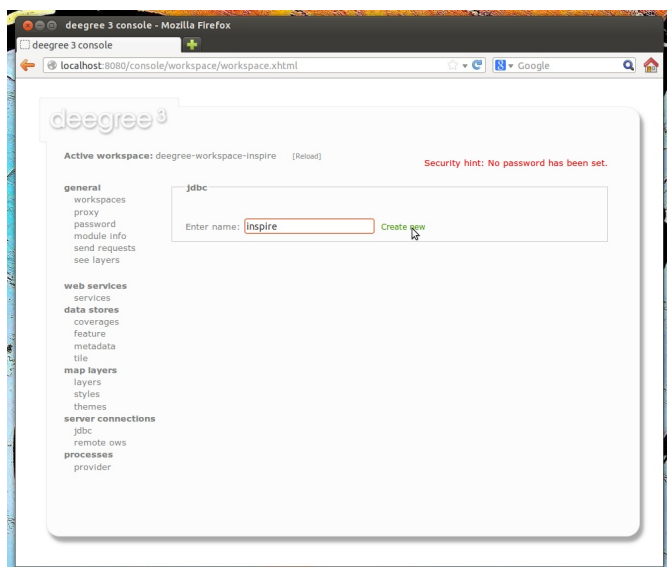 deegree 3 console - Mozilla Firefox
deegree 3 console
localhost:8080/console/workspace/workspace.xhtml
Google
deegree 3
Active workspace: deegree-workspace-inspire [Reload]
Security hint: No password has been set.
general
workspaces
proxy
password
module info
send requests
see layers
web services
services
data stores
coverages
feature
metadata
tile
map layers
layers
styles
themes
server connections
jdbc
remote ows
processes
provider
jdbc
Enter name: inspire Create new